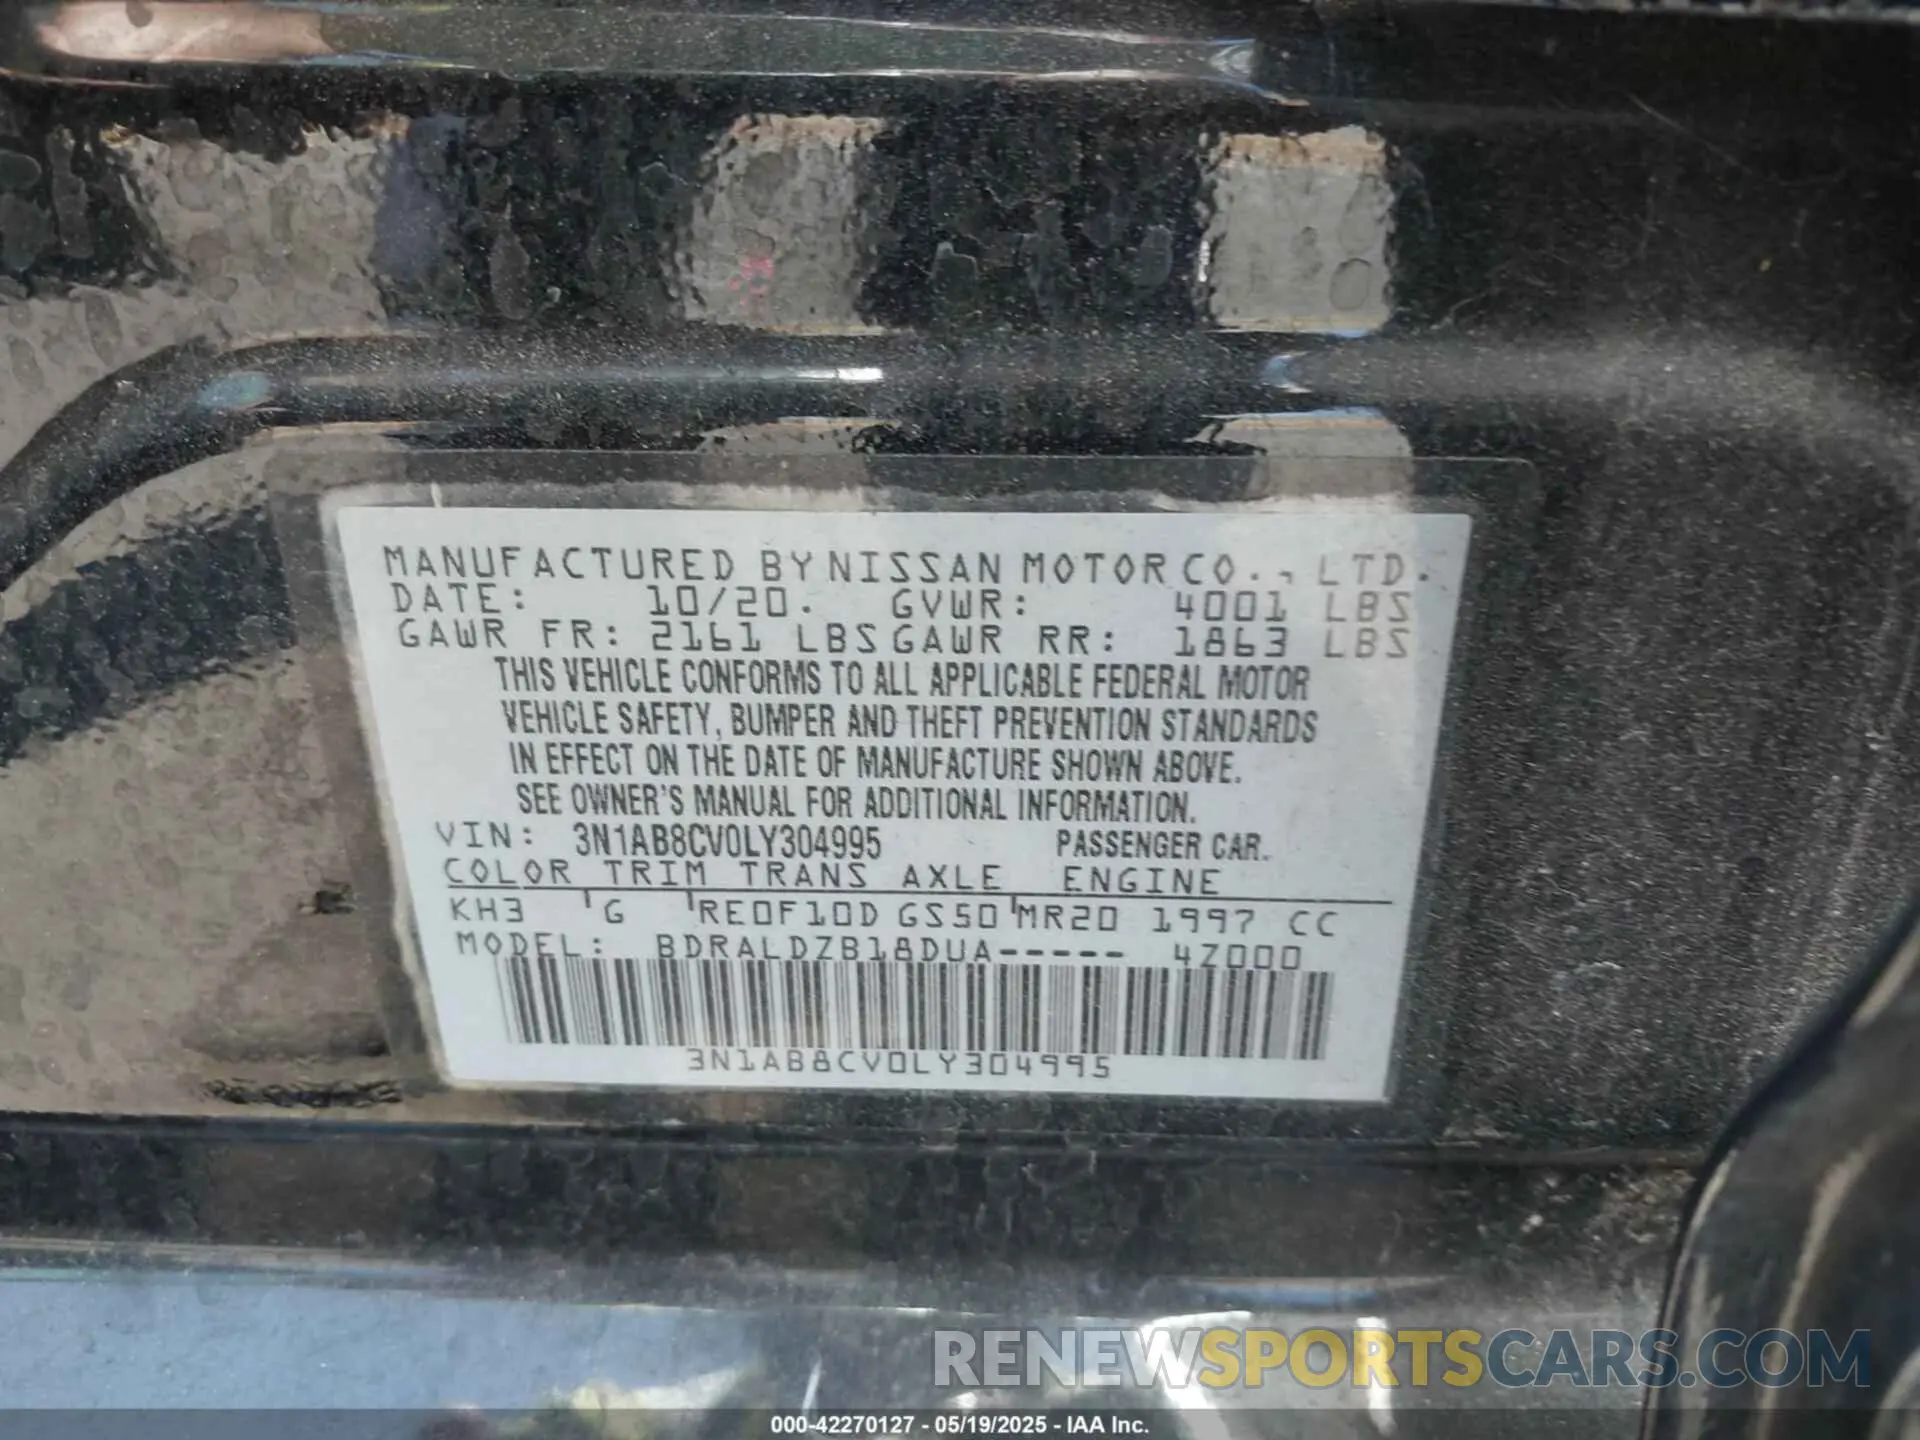 MANUFACTURED BY NISSAN MOTOR CO., LTD.
DATE: 10/20. GVWR: 4001 LBS
GAWR FR: 2161 LBS GAWR RR: 1863 LBS
THIS VEHICLE CONFORMS TO ALL APPLICABLE FEDERAL MOTOR
VEHICLE SAFETY, BUMPER AND THEFT PREVENTION STANDARDS
IN EFFECT ON THE DATE OF MANUFACTURE SHOWN ABOVE.
SEE OWNER'S MANUAL FOR ADDITIONAL INFORMATION.
VIN: 3N1AB8CV0LY304995 PASSENGER CAR.
COLOR TRIM TRANS AXLE ENGINE
KH3 G RE0F10D GS50 MR20 1997 CC
MODEL: BDRALDZB18DUA----- 4Z000
3N1AB8CV0LY304995
RENEWSPORTSCARS.COM
000-42270127 - 05/19/2025 - IAA Inc.